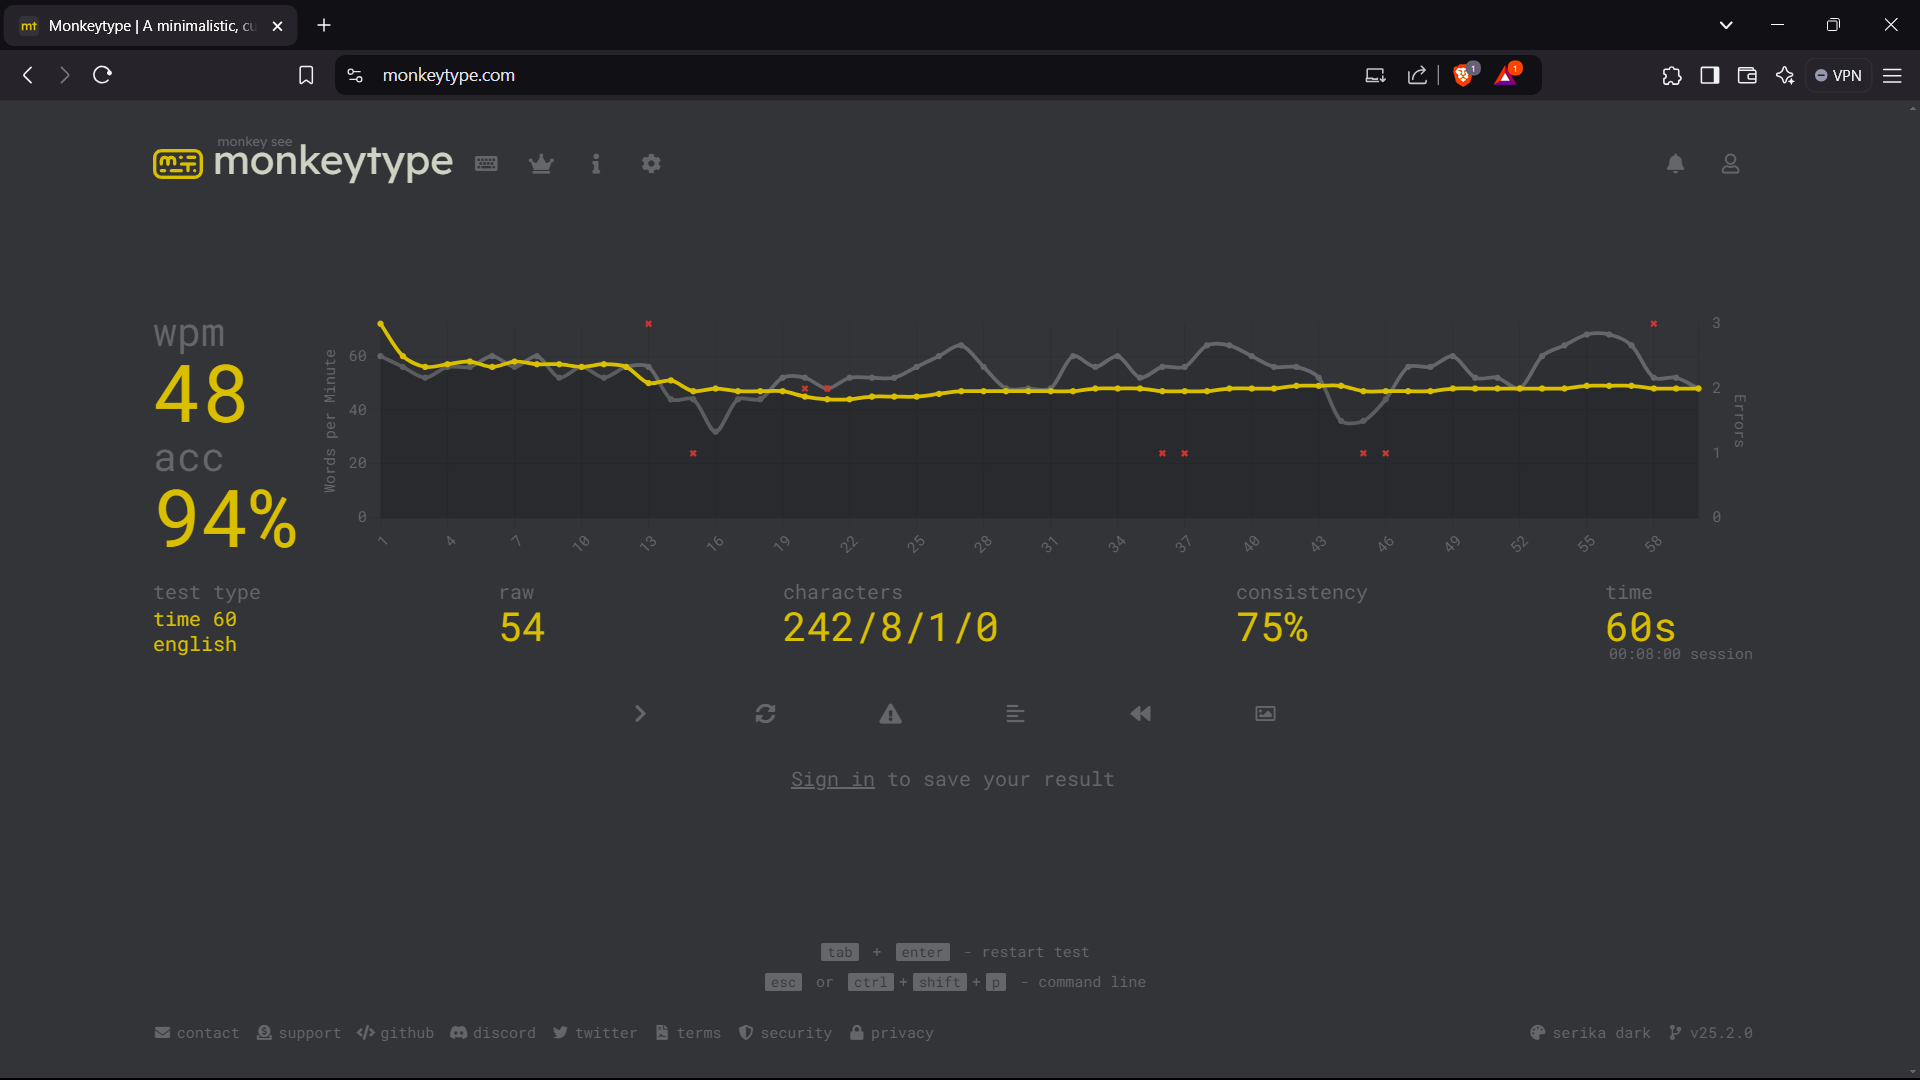 mt Monkeytype | A minimalistic, cu
monkeytype.com
1
1
VPN
monkey see
monkeytype
wpm
48
acc
94%
Words per Minute
60
40
20
0
3
2
1
0
Errors
1 4 7 10 13 16 19 22 25 28 31 34 37 40 43 46 49 52 55 58
test type
time 60
english
raw
54
characters
242/8/1/0
consistency
75%
time
60s
00:08:00 session
Sign in to save your result
tab + enter - restart test
esc or ctrl + shift + p - command line
contact support github discord twitter terms security privacy serika dark v25.2.0